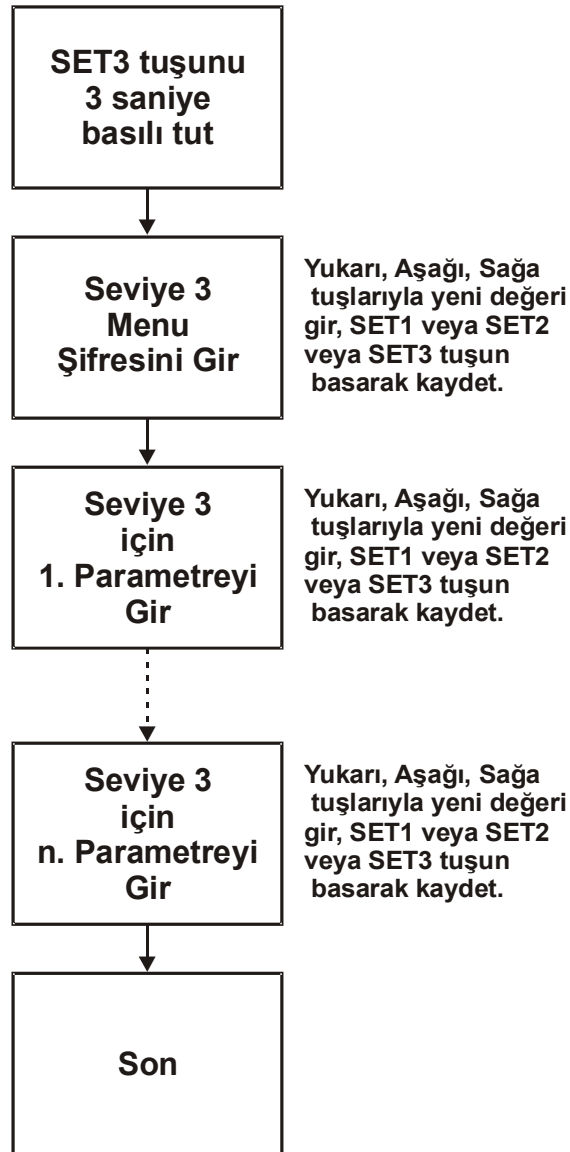 SET3 tuşunu
3 saniye
basılı tut
Seviye 3
Menu
Şifresini Gir
Yukarı, Aşağı, Sağa
tuşlarıyla yeni değeri
gir, SET1 veya SET2
veya SET3 tuşun
basarak kaydet.
Seviye 3
için
1. Parametreyi
Gir
Yukarı, Aşağı, Sağa
tuşlarıyla yeni değeri
gir, SET1 veya SET2
veya SET3 tuşun
basarak kaydet.
Seviye 3
için
n. Parametreyi
Gir
Yukarı, Aşağı, Sağa
tuşlarıyla yeni değeri
gir, SET1 veya SET2
veya SET3 tuşun
basarak kaydet.
Son